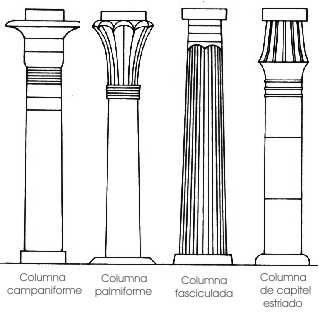 Columna
campaniforme
Columna
palmiforme
Columna
fasciculada
Columna
de capitel
estriado